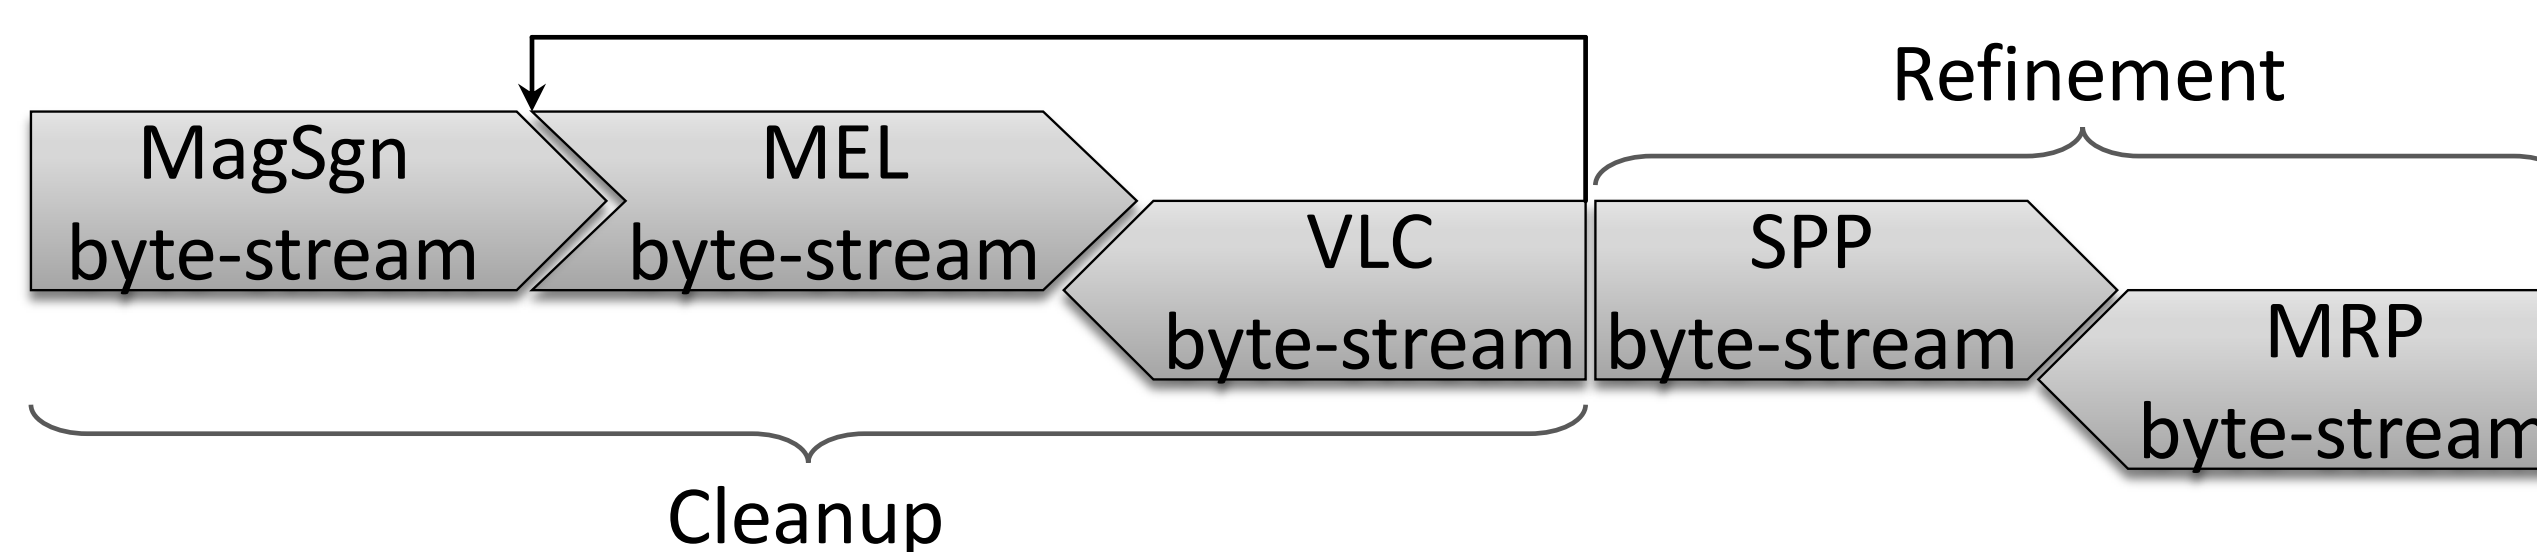 Refinement
MagSgn
byte-stream
MEL
byte-stream
VLC
byte-stream
SPP
byte-stream
MRP
byte-stream
Cleanup